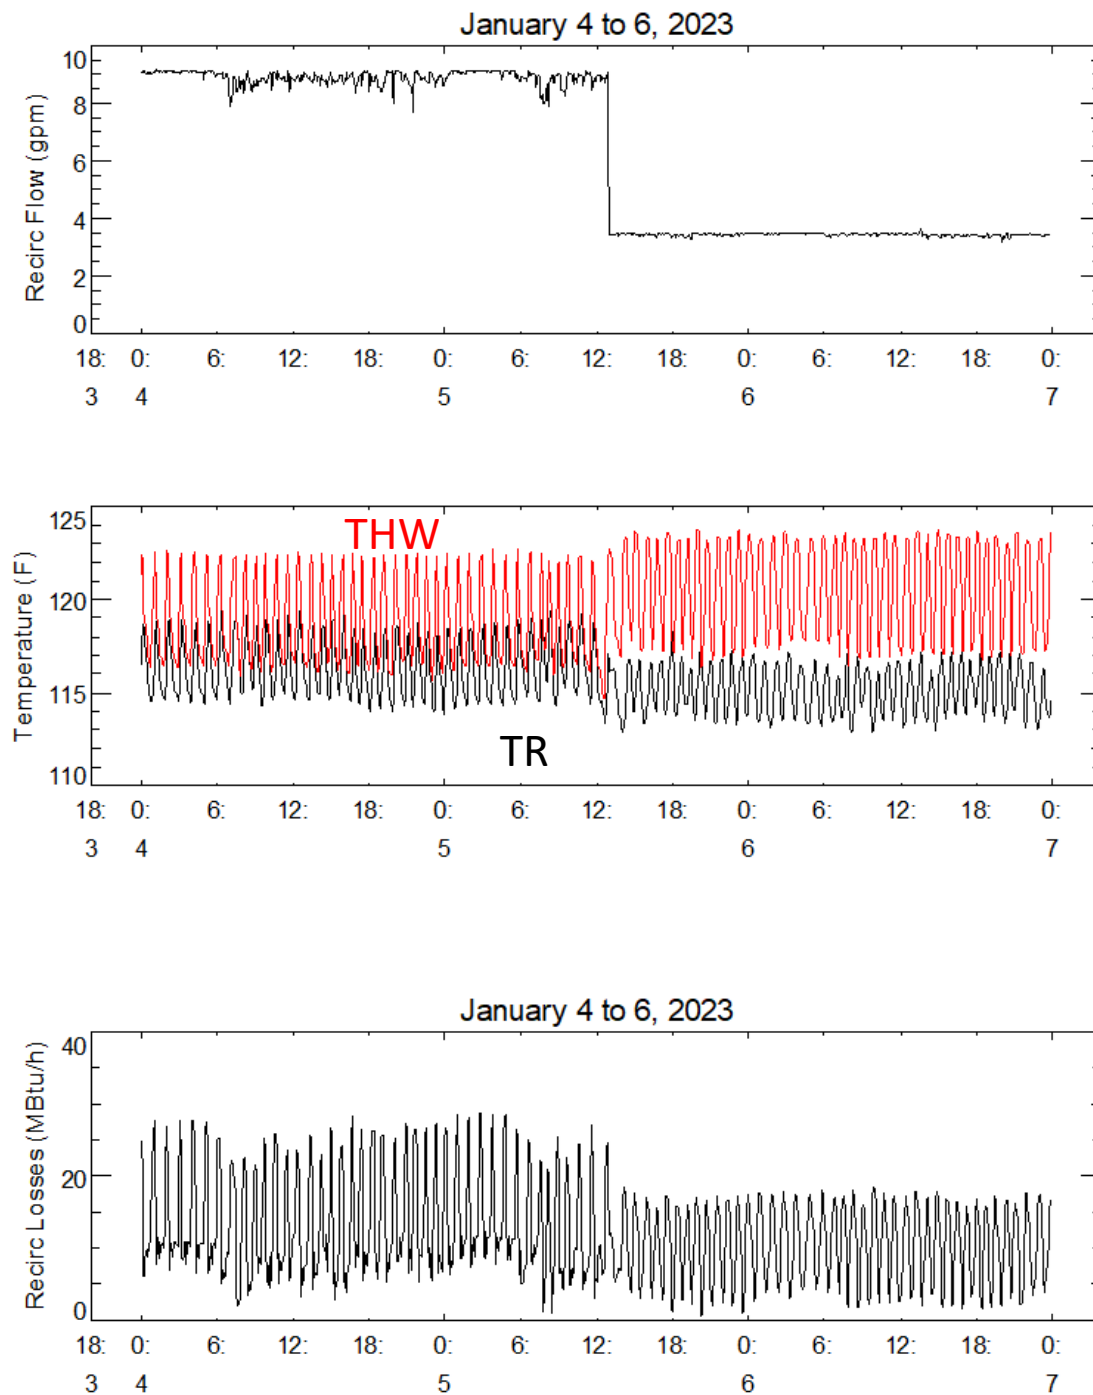 January 4 to 6, 2023
Recirc Flow (gpm)
10
8
6
4
2
0
18: 0: 6: 12: 18: 0: 6: 12: 18: 0: 6: 12: 18: 0:
3 4 5 6 7
Temperature (F)
125
120
115
110
THW
TR
18: 0: 6: 12: 18: 0: 6: 12: 18: 0: 6: 12: 18: 0:
3 4 5 6 7
January 4 to 6, 2023
Recirc Losses (MBtu/h)
40
20
0
18: 0: 6: 12: 18: 0: 6: 12: 18: 0: 6: 12: 18: 0:
3 4 5 6 7